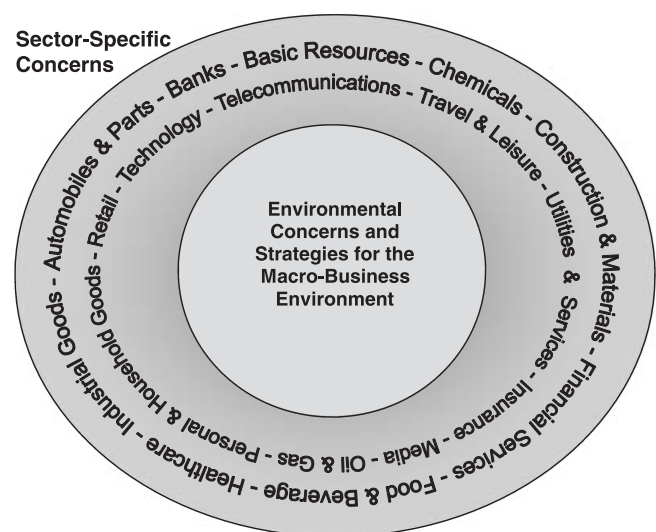 Sector-Specific
Concerns
Automobiles & Parts - Banks - Basic Resources - Chemicals - Construction & Materials - Financial Services - Food & Beverage - Healthcare - Industrial Goods -
Retail - Technology - Telecommunications - Travel & Leisure - Utilities & Services - Insurance - Media - Oil & Gas - Personal & Household Goods -
Environmental
Concerns and
Strategies for the
Macro-Business
Environment